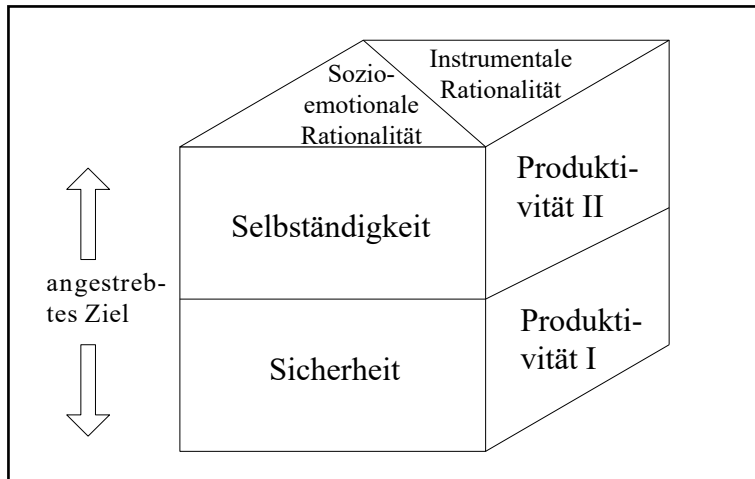 Sozio-
emotionale
Rationalität
Instrumentale
Rationalität
Selbständigkeit
Produkti-
vität II
angestreb-
tes Ziel
Sicherheit
Produkti-
vität I